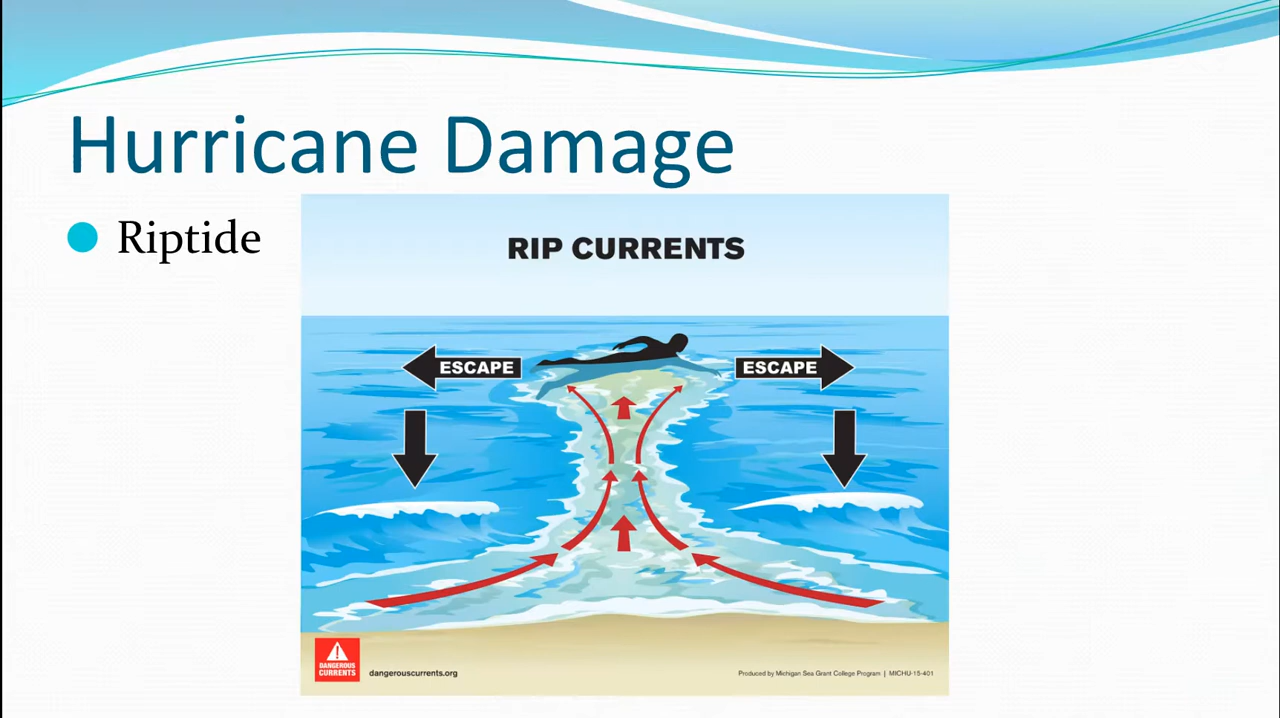 Hurricane Damage
Riptide
RIP CURRENTS
ESCAPE
ESCAPE
DANGEROUS
CURRENTS
dangerouscurrents.org
Produced by Michigan Sea Grant College Program | MICHU-15-401